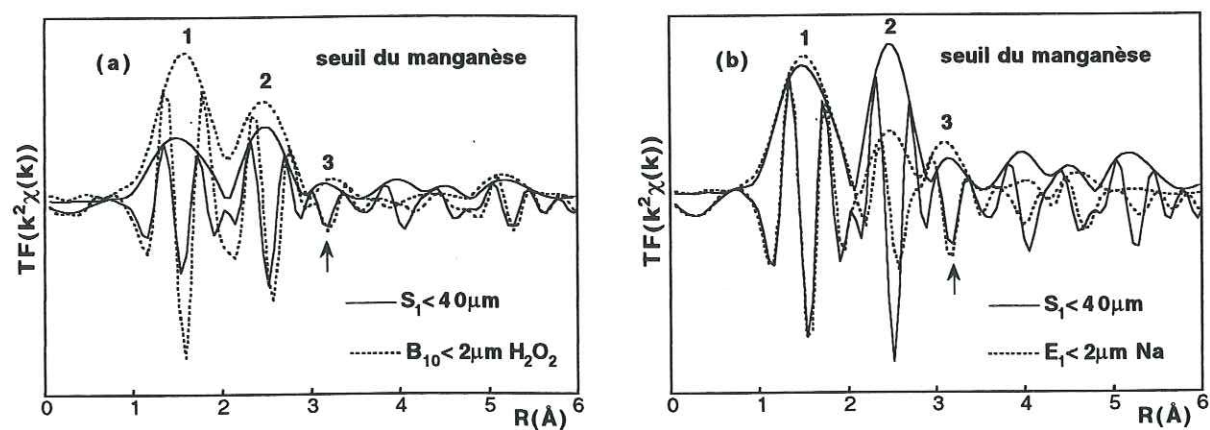 (a)
1
2
3
seuil du manganèse
TF(k²χ(k))
S₁<40µm
B₁₀<2µm H₂O₂
0 1 2 3 4 5 6
R(Å)
(b)
1
2
3
seuil du manganèse
TF(k²χ(k))
S₁<40µm
E₁<2µm Na
0 1 2 3 4 5 6
R(Å)